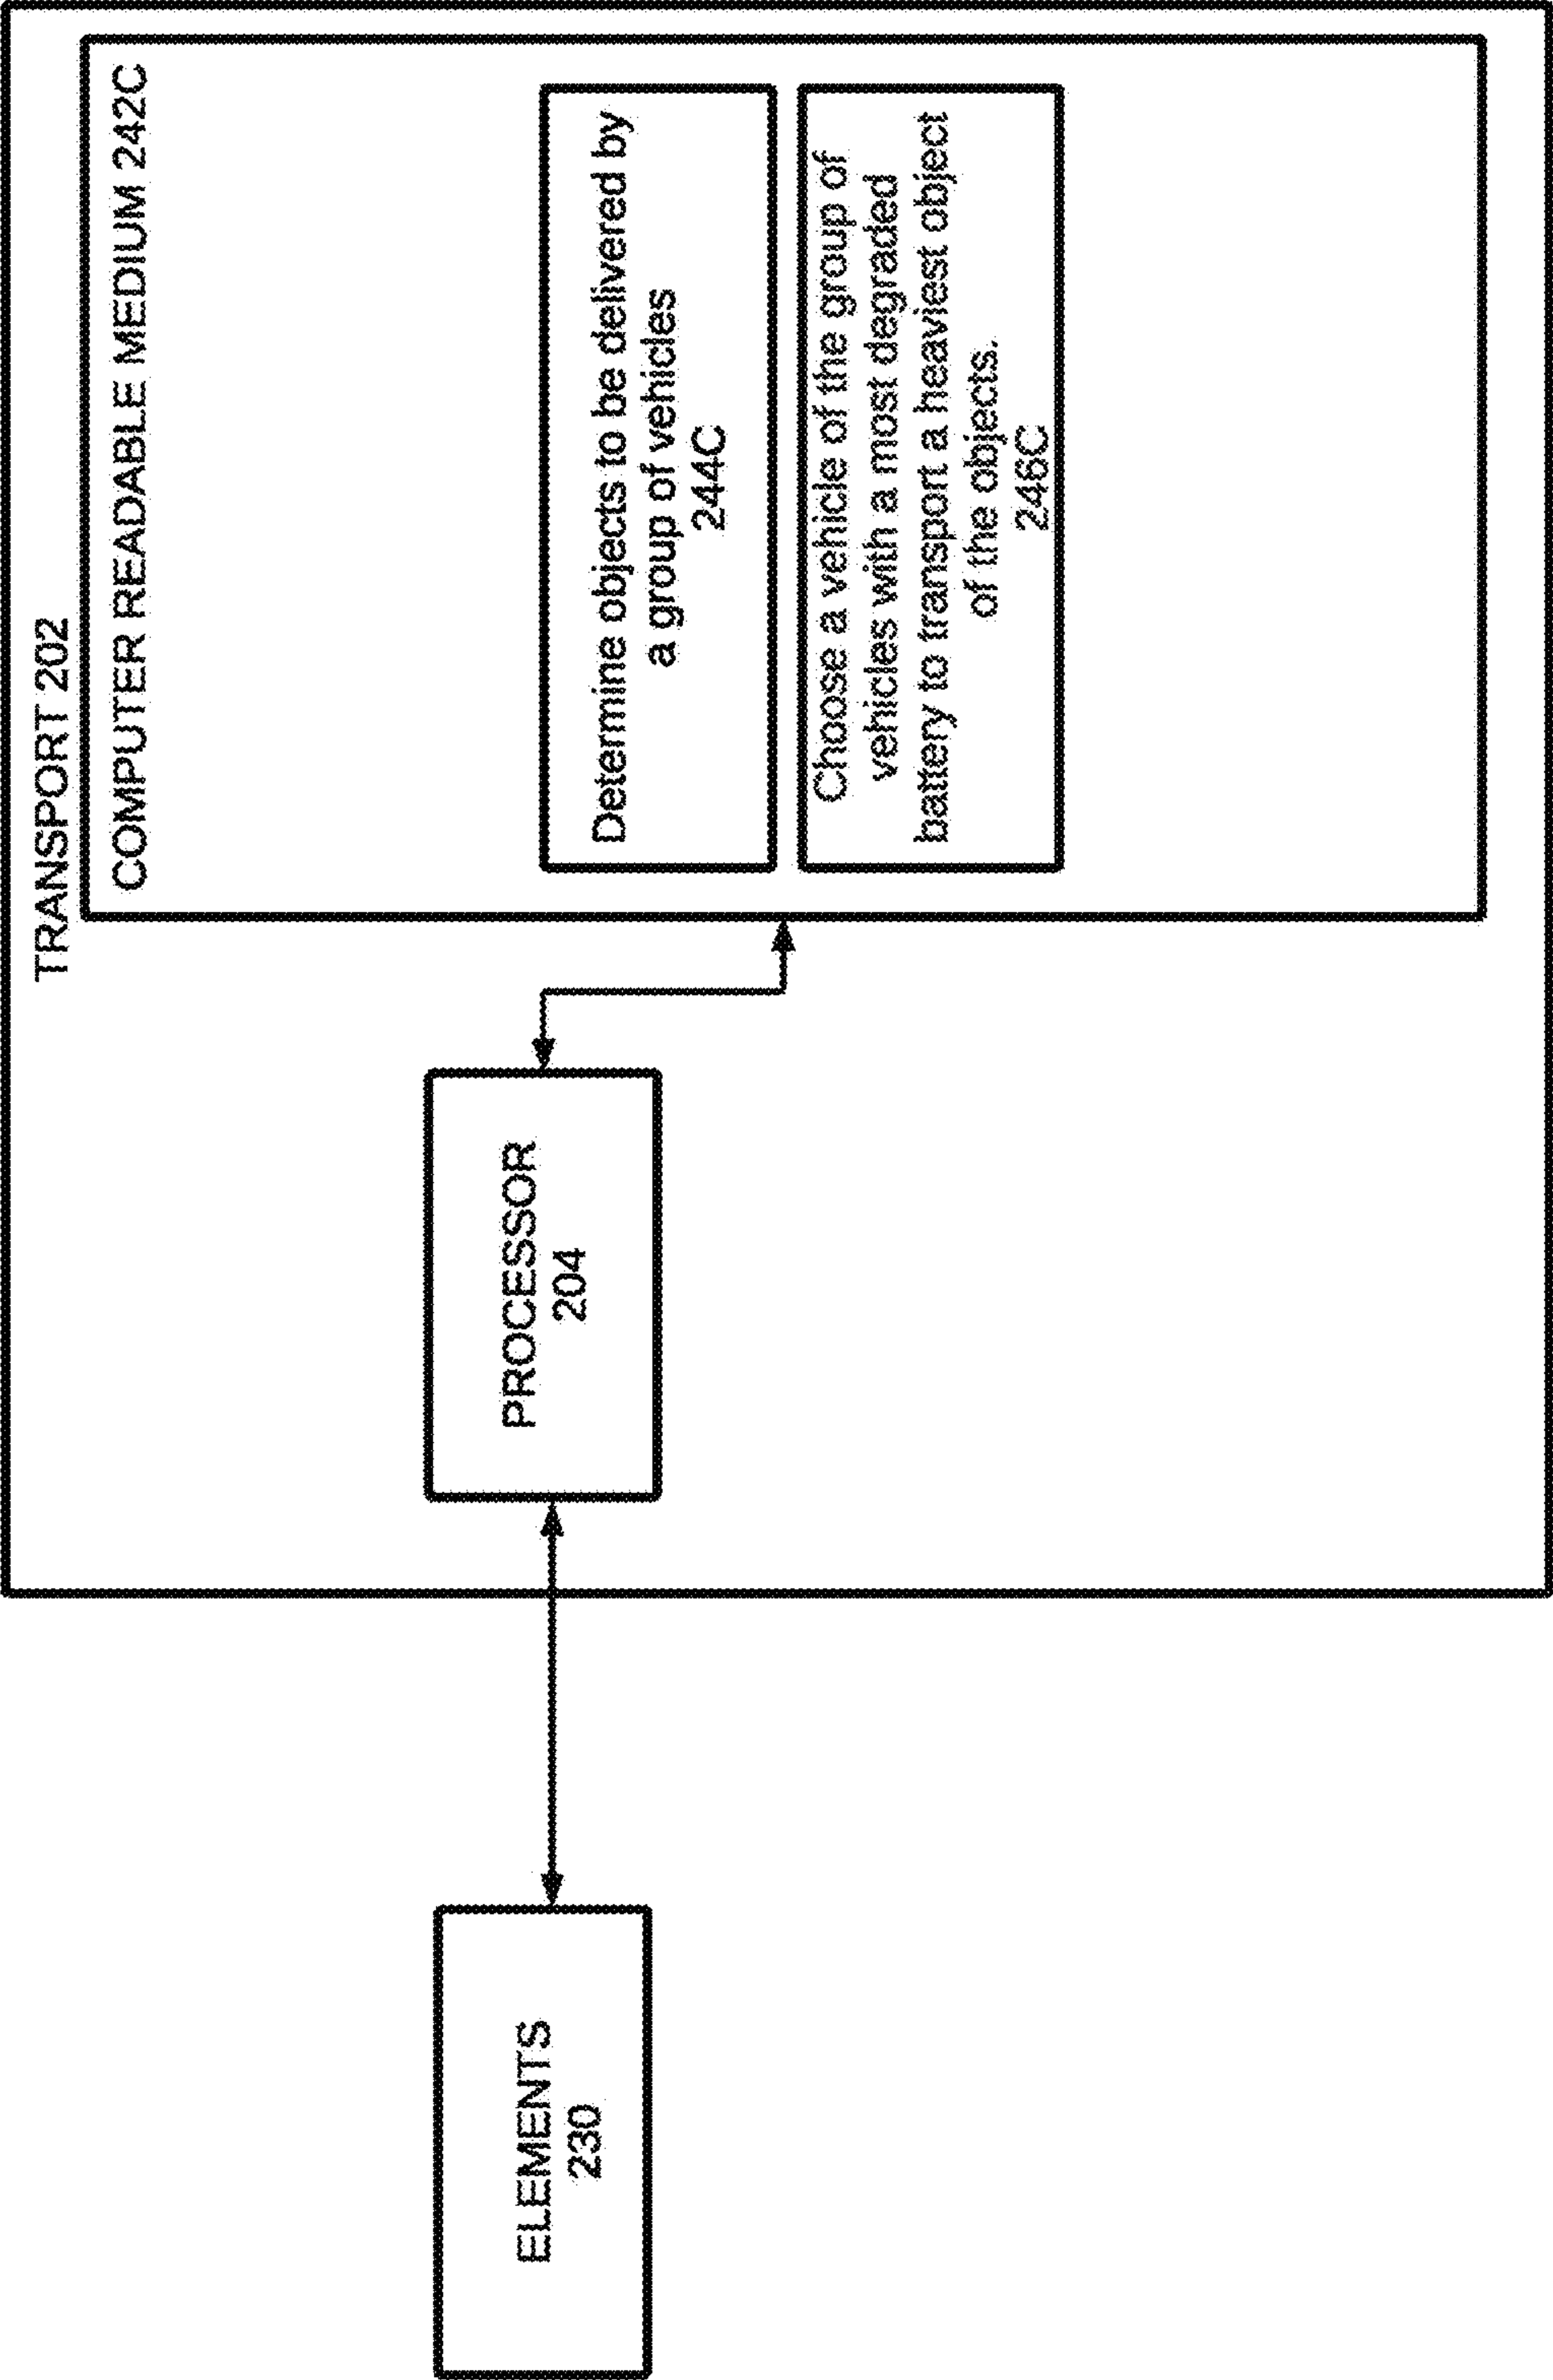 TRANSPORT 202
COMPUTER READABLE MEDIUM 242C
ELEMENTS
230
PROCESSOR
204
Determine objects to be delivered by
a group of vehicles
244C
Choose a vehicle of the group of
vehicles with a most degraded
battery to transport a heaviest object
of the objects.
246C